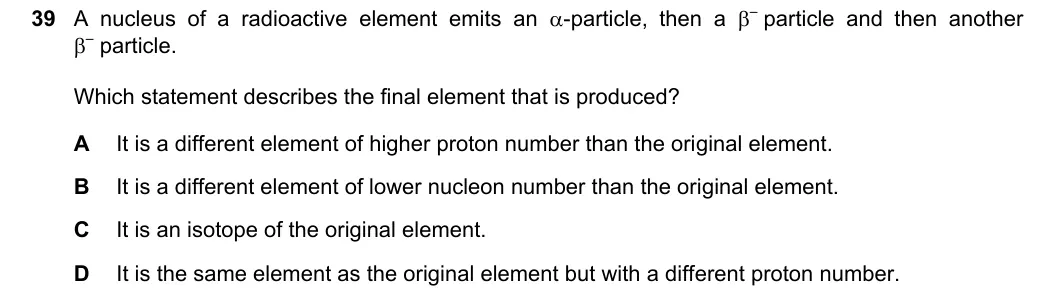 39 A nucleus of a radioactive element emits an α-particle, then a β⁻ particle and then another
β⁻ particle.
Which statement describes the final element that is produced?
A It is a different element of higher proton number than the original element.
B It is a different element of lower nucleon number than the original element.
C It is an isotope of the original element.
D It is the same element as the original element but with a different proton number.